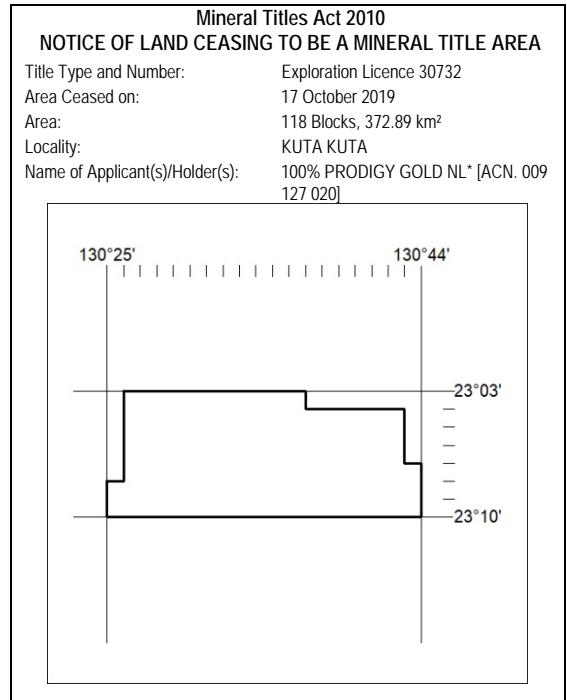 Mineral Titles Act 2010
NOTICE OF LAND CEASING TO BE A MINERAL TITLE AREA
Title Type and Number: Exploration Licence 30732
Area Ceased on: 17 October 2019
Area: 118 Blocks, 372.89 km²
Locality: KUTA KUTA
Name of Applicant(s)/Holder(s): 100% PRODIGY GOLD NL* [ACN. 009
127 020]
130°25' 130°44'
23°03'
23°10'